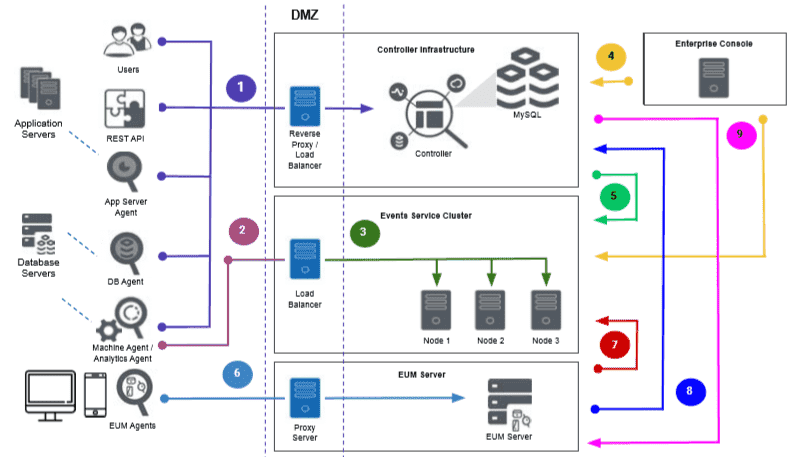 DMZ
Users
Application
Servers
REST API
App Server
Agent
Database
Servers
DB Agent
Machine Agent /
Analytics Agent
EUM Agents
1
2
3
6
Controller Infrastructure
Reverse
Proxy /
Load
Balancer
Controller
MySQL
Events Service Cluster
Load
Balancer
Node 1
Node 2
Node 3
EUM Server
Proxy
Server
EUM Server
Enterprise Console
4
9
5
7
8